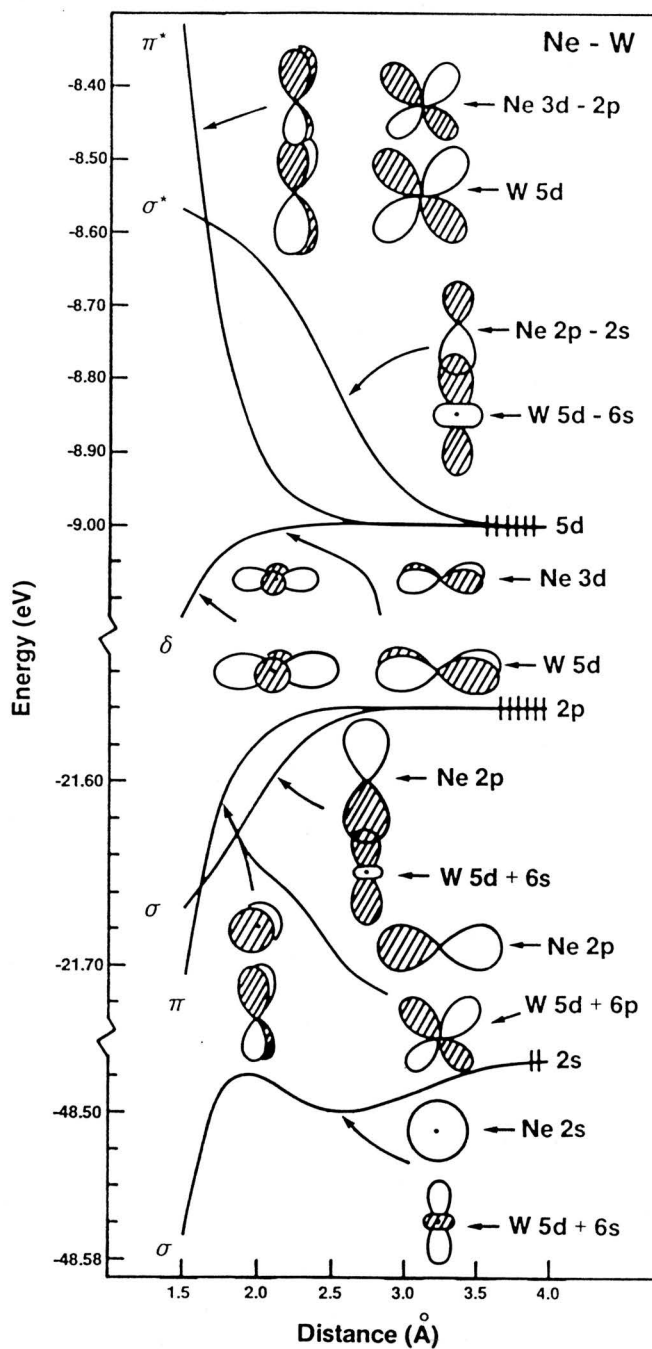 Ne - W
π*
-8.40
Ne 3d - 2p
-8.50
W 5d
σ*
-8.60
-8.70
Ne 2p - 2s
-8.80
W 5d - 6s
-8.90
-9.00
5d
Ne 3d
δ
Energy (eV)
W 5d
2p
-21.60
Ne 2p
W 5d + 6s
σ
Ne 2p
-21.70
π
W 5d + 6p
2s
-48.50
Ne 2s
W 5d + 6s
σ
-48.58
1.5 2.0 2.5 3.0 3.5 4.0
Distance (Å)